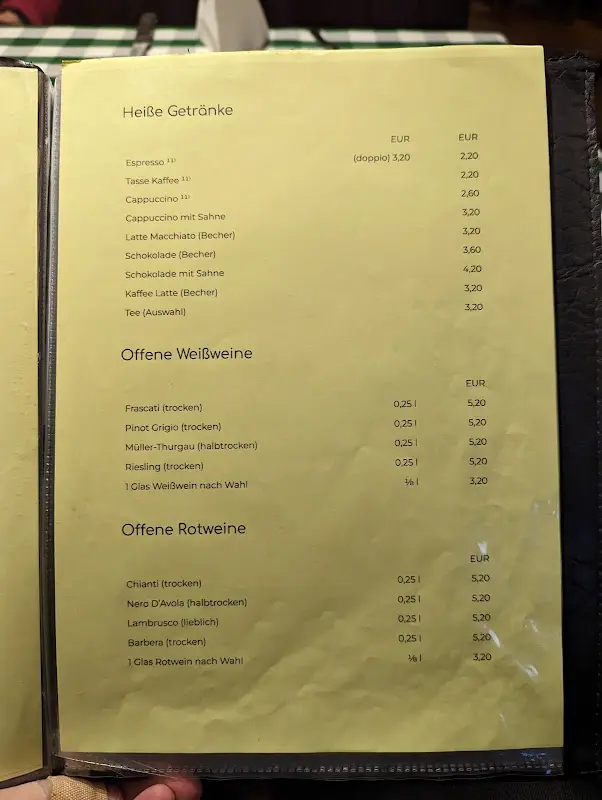 Heiße Getränke
EUR EUR
Espresso ¹¹⁾ (doppio) 3,20 2,20
Tasse Kaffee ¹¹⁾ 2,20
Cappuccino ¹¹⁾ 2,60
Cappuccino mit Sahne 3,20
Latte Macchiato (Becher) 3,20
Schokolade (Becher) 3,60
Schokolade mit Sahne 4,20
Kaffee Latte (Becher) 3,20
Tee (Auswahl) 3,20
Offene Weißweine
EUR
Frascati (trocken) 0,25 l 5,20
Pinot Grigio (trocken) 0,25 l 5,20
Müller-Thurgau (halbtrocken) 0,25 l 5,20
Riesling (trocken) 0,25 l 5,20
1 Glas Weißwein nach Wahl ⅛ l 3,20
Offene Rotweine
EUR
Chianti (trocken) 0,25 l 5,20
Nero D'Avola (halbtrocken) 0,25 l 5,20
Lambrusco (lieblich) 0,25 l 5,20
Barbera (trocken) 0,25 l 5,20
1 Glas Rotwein nach Wahl ⅛ l 3,20